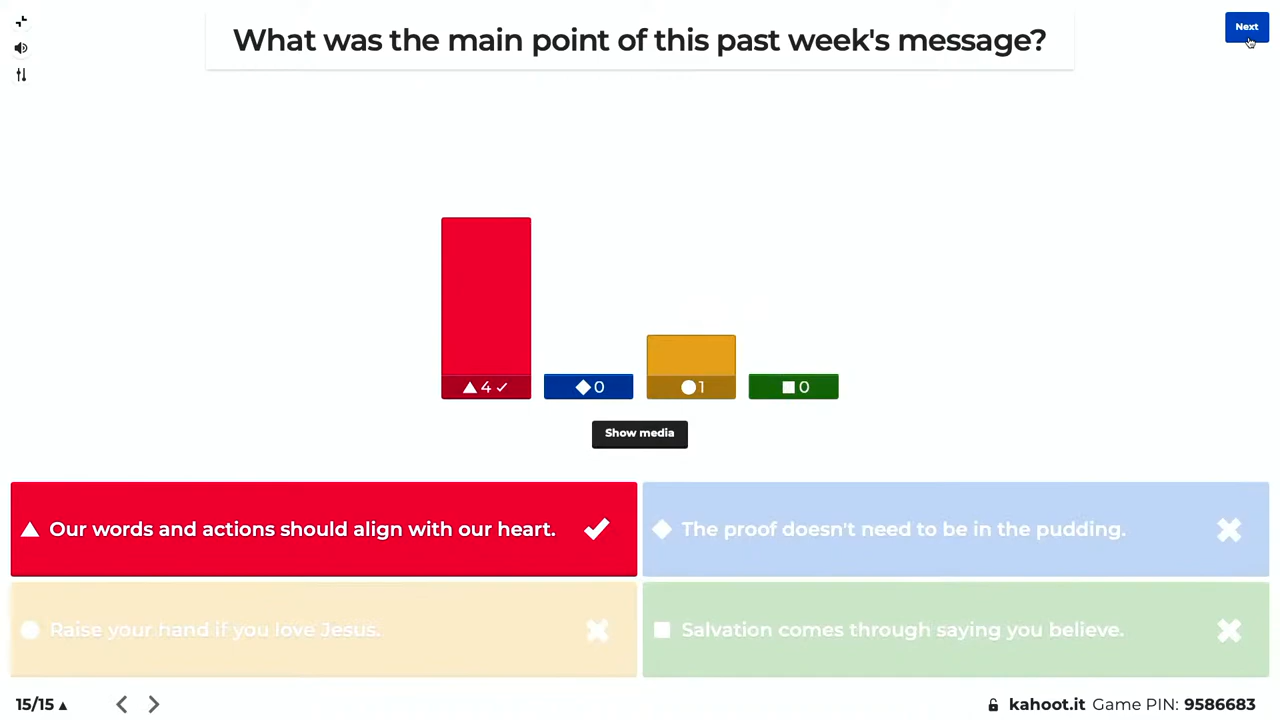 What was the main point of this past week's message?
Next
4
0
1
0
Show media
Our words and actions should align with our heart.
The proof doesn't need to be in the pudding.
Raise your hand if you love Jesus.
Salvation comes through saying you believe.
15/15
kahoot.it Game PIN: 9586683